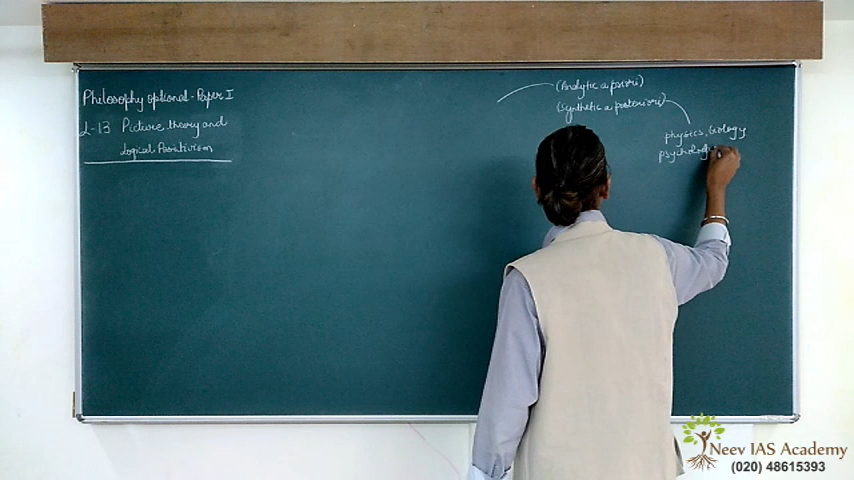 Philosophy optional - Paper I
L-13 Picture theory and
Logical Positivism
(Analytic a priori)
(Synthetic a posteriori)
physics, biology
psycholog
Neev IAS Academy
(020) 48615393